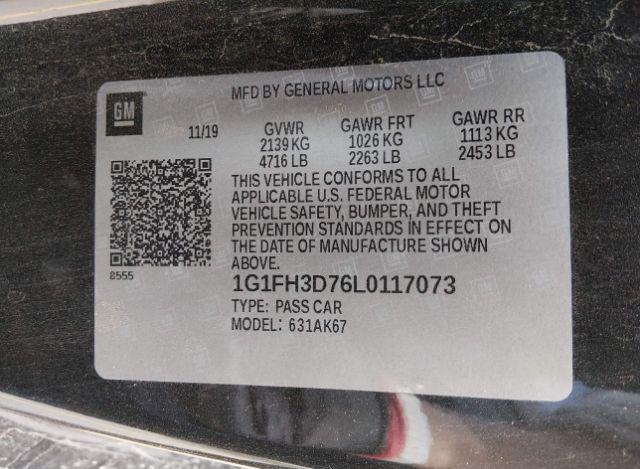 MFD BY GENERAL MOTORS LLC
GM
11/19
GVWR
2139 KG
4716 LB
GAWR FRT
1026 KG
2263 LB
GAWR RR
1113 KG
2453 LB
THIS VEHICLE CONFORMS TO ALL
APPLICABLE U.S. FEDERAL MOTOR
VEHICLE SAFETY, BUMPER, AND THEFT
PREVENTION STANDARDS IN EFFECT ON
THE DATE OF MANUFACTURE SHOWN
ABOVE.
8555
1G1FH3D76L0117073
TYPE: PASS CAR
MODEL: 631AK67